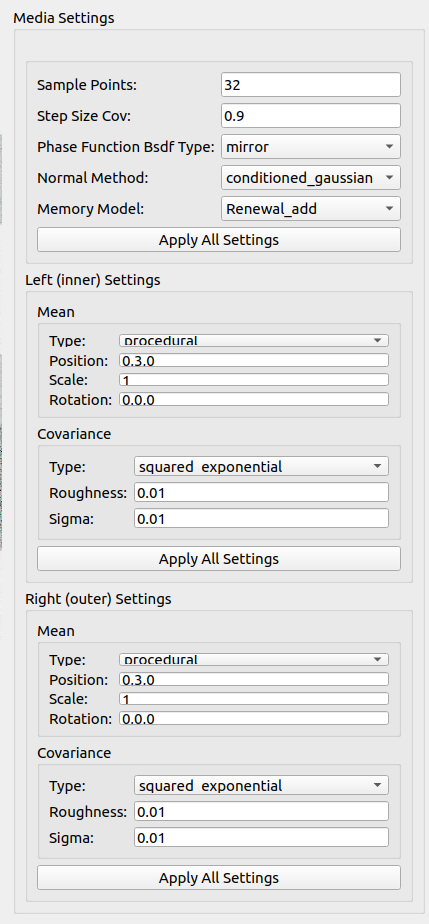 Media Settings
Sample Points: 32
Step Size Cov: 0.9
Phase Function Bsdf Type: mirror
Normal Method: conditioned_gaussian
Memory Model: Renewal_add
Apply All Settings
Left (inner) Settings
Mean
Type: procedural
Position: 0,3,0
Scale: 1
Rotation: 0,0,0
Covariance
Type: squared_exponential
Roughness: 0.01
Sigma: 0.01
Apply All Settings
Right (outer) Settings
Mean
Type: procedural
Position: 0,3,0
Scale: 1
Rotation: 0,0,0
Covariance
Type: squared_exponential
Roughness: 0.01
Sigma: 0.01
Apply All Settings